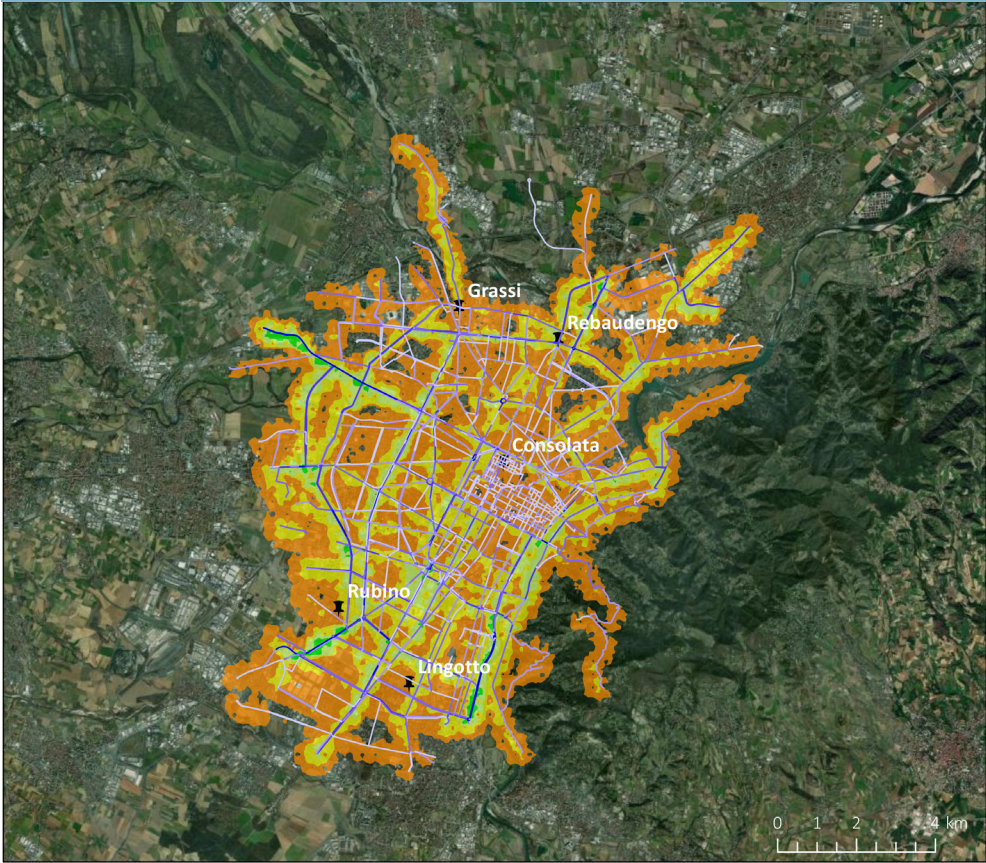 Grassi
Rebaudengo
Consolata
Rubino
Lingotto
0 1 2 4 km